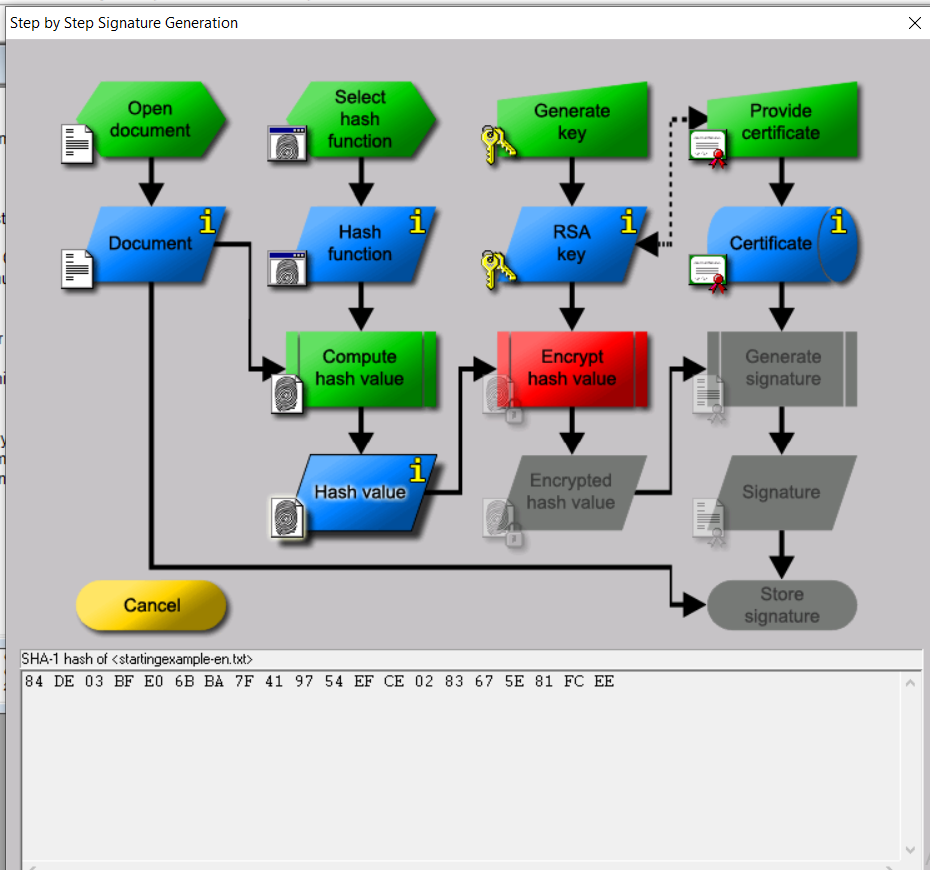 Step by Step Signature Generation
Open
document
Select
hash
function
Generate
key
Provide
certificate
Document
i
Hash
function
i
RSA
key
i
Certificate
i
Compute
hash value
Encrypt
hash value
Generate
signature
Hash value
i
Encrypted
hash value
Signature
Cancel
Store
signature
SHA-1 hash of <startingexample-en.txt>
84 DE 03 BF E0 6B BA 7F 41 97 54 EF CE 02 83 67 5E 81 FC EE